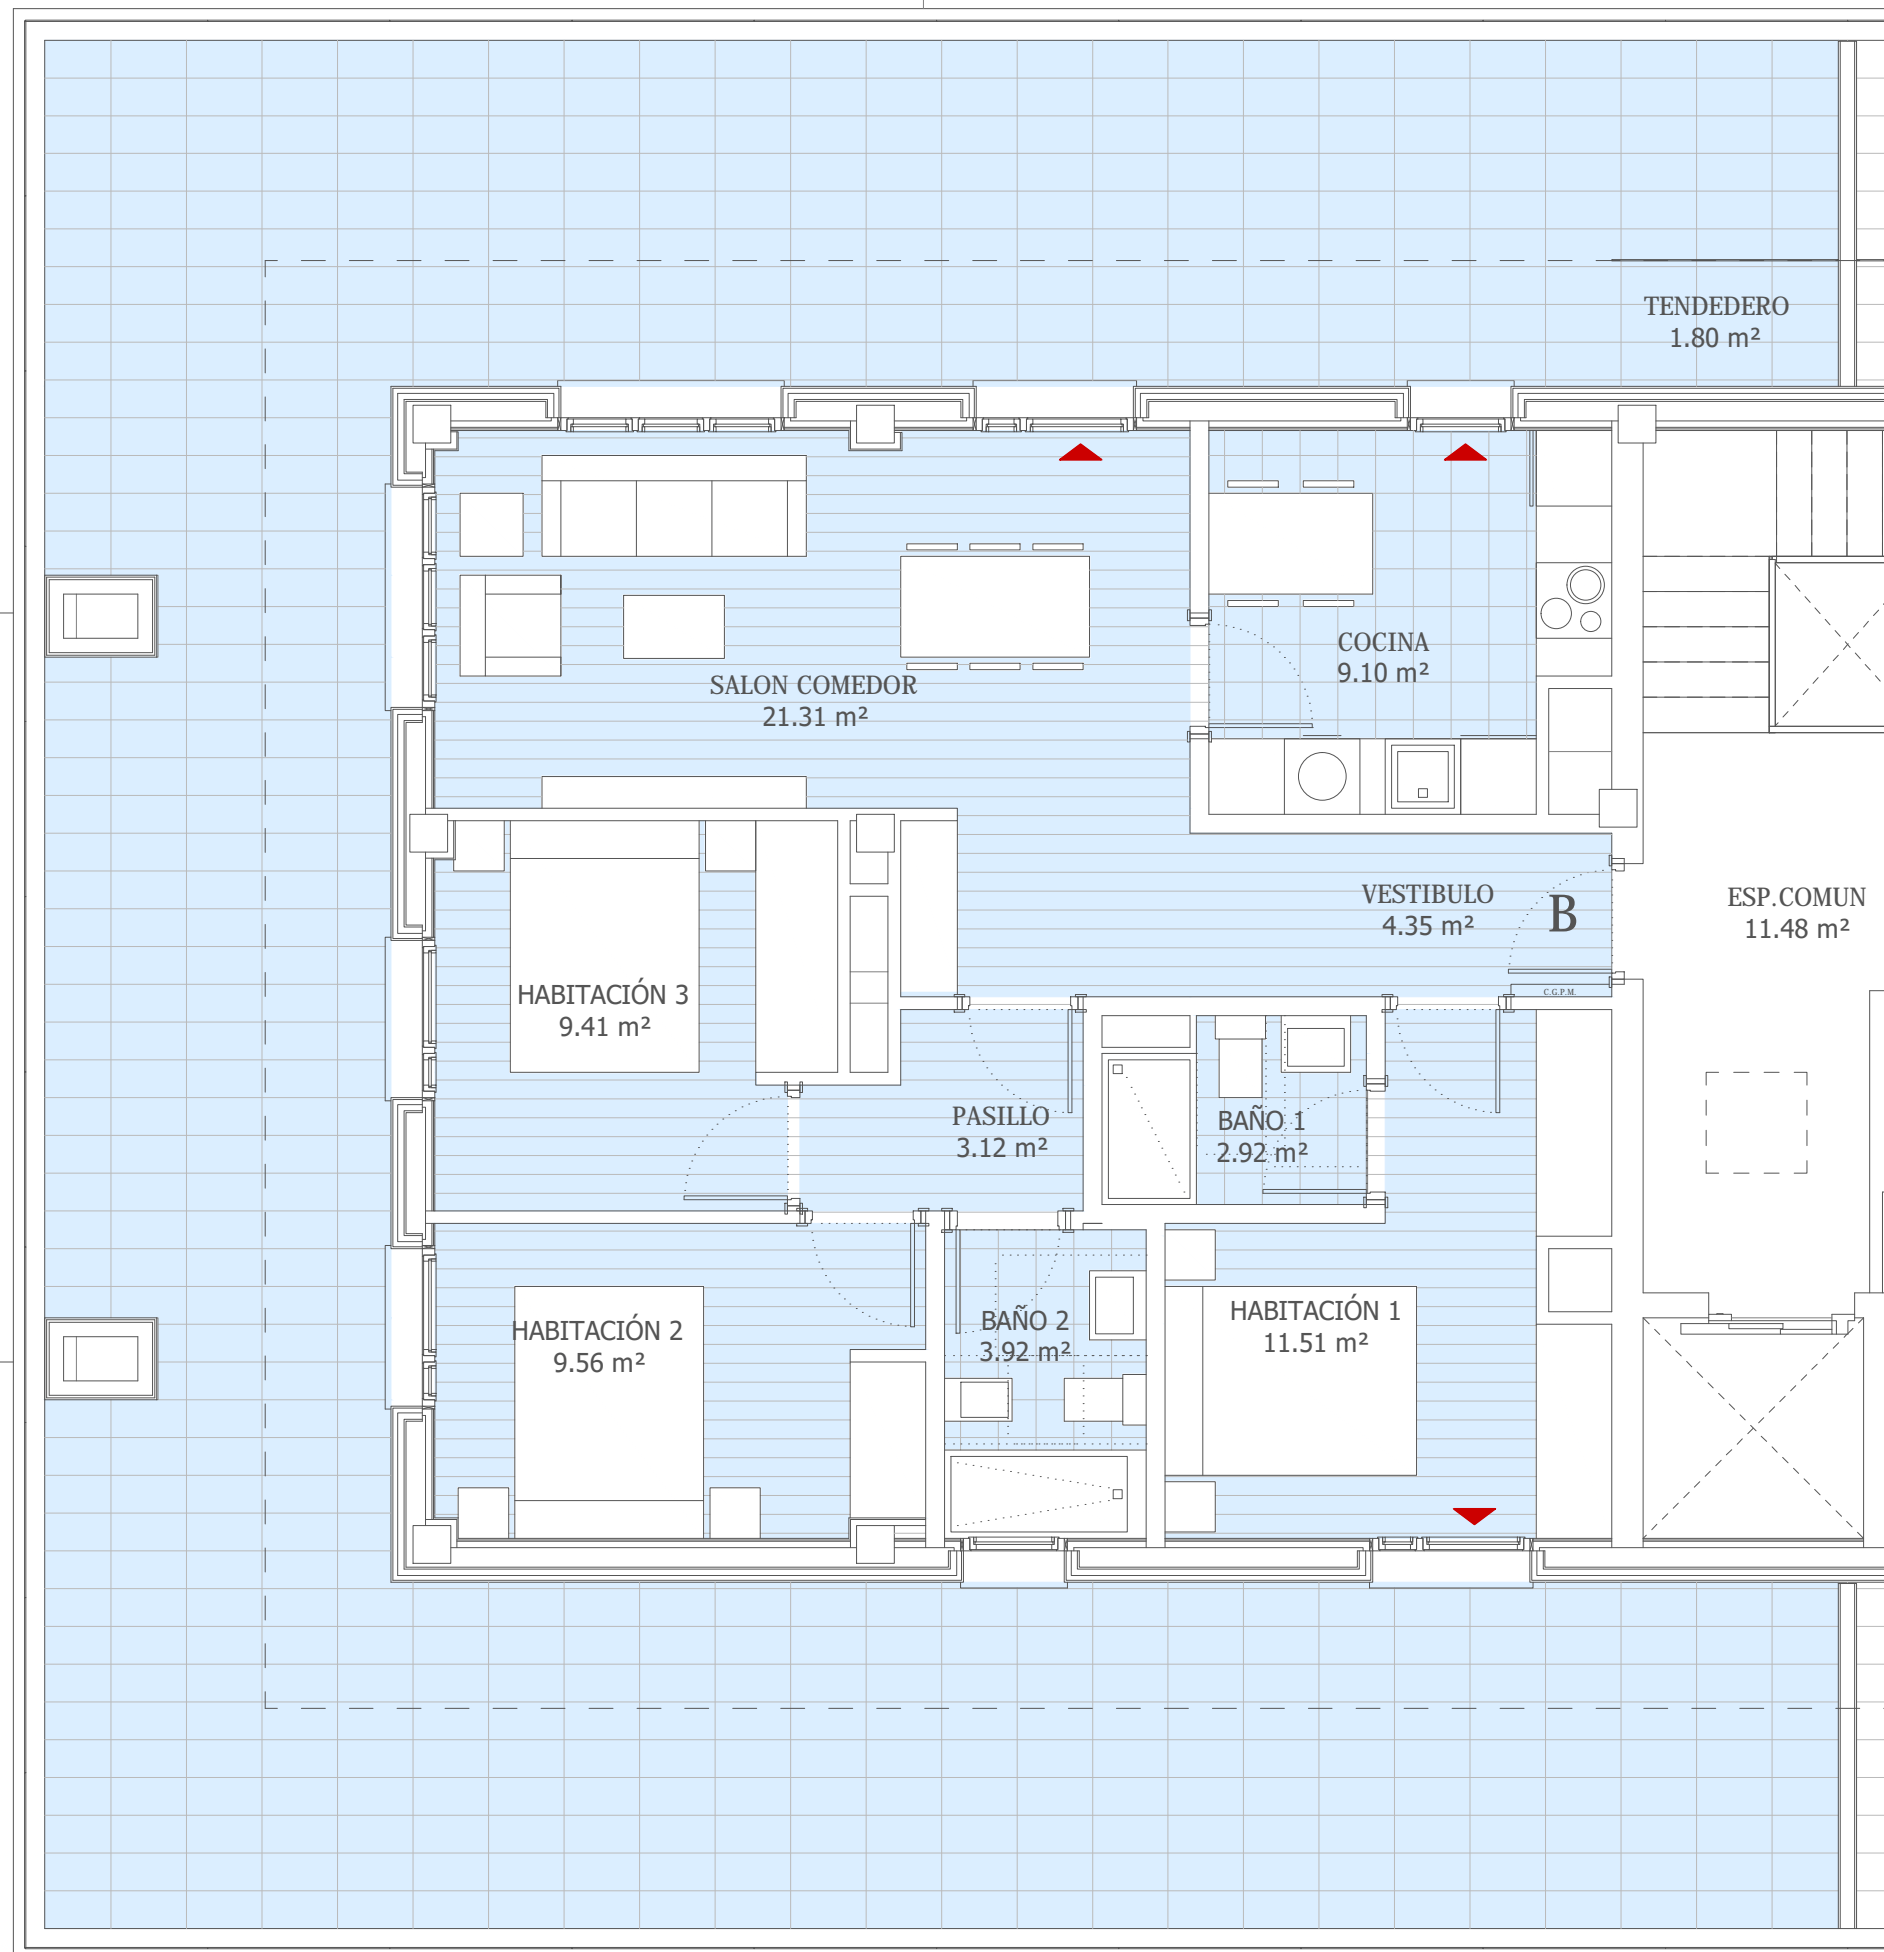 TENDEDERO
1.80 m²
COCINA
9.10 m²
SALON COMEDOR
21.31 m²
VESTIBULO
4.35 m²
B
ESP.COMUN
11.48 m²
C.G.P.M.
HABITACIÓN 3
9.41 m²
PASILLO
3.12 m²
BAÑO 1
2.92 m²
HABITACIÓN 2
9.56 m²
BAÑO 2
3.92 m²
HABITACIÓN 1
11.51 m²